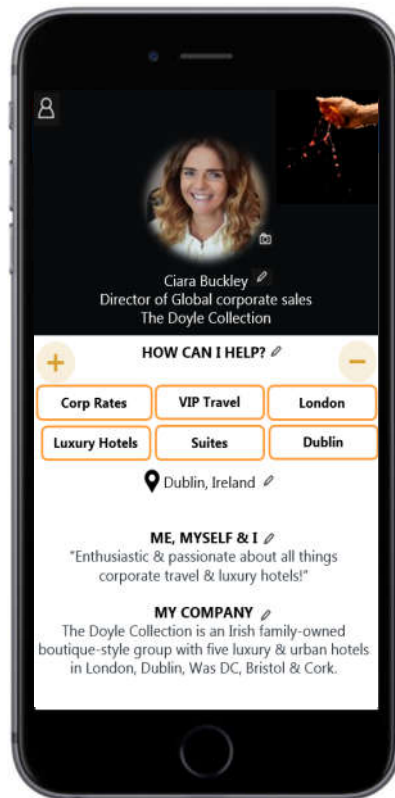 Ciara Buckley
Director of Global corporate sales
The Doyle Collection
HOW CAN I HELP?
Corp Rates
VIP Travel
London
Luxury Hotels
Suites
Dublin
Dublin, Ireland
ME, MYSELF & I
"Enthusiastic & passionate about all things
corporate travel & luxury hotels!"
MY COMPANY
The Doyle Collection is an Irish family-owned
boutique-style group with five luxury & urban hotels
in London, Dublin, Was DC, Bristol & Cork.